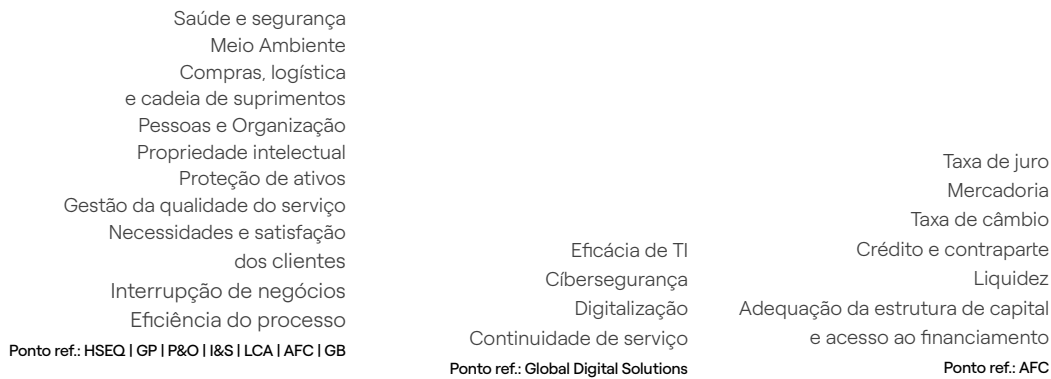 Saúde e segurança
Meio Ambiente
Compras, logística
e cadeia de suprimentos
Pessoas e Organização
Propriedade intelectual
Proteção de ativos
Gestão da qualidade do serviço
Necessidades e satisfação
dos clientes
Interrupção de negócios
Eficiência do processo
Ponto ref.: HSEQ | GP | P&O | I&S | LCA | AFC | GB
Eficácia de TI
Cíbersegurança
Digitalização
Continuidade de serviço
Ponto ref.: Global Digital Solutions
Taxa de juro
Mercadoria
Taxa de câmbio
Crédito e contraparte
Liquidez
Adequação da estrutura de capital
e acesso ao financiamento
Ponto ref.: AFC